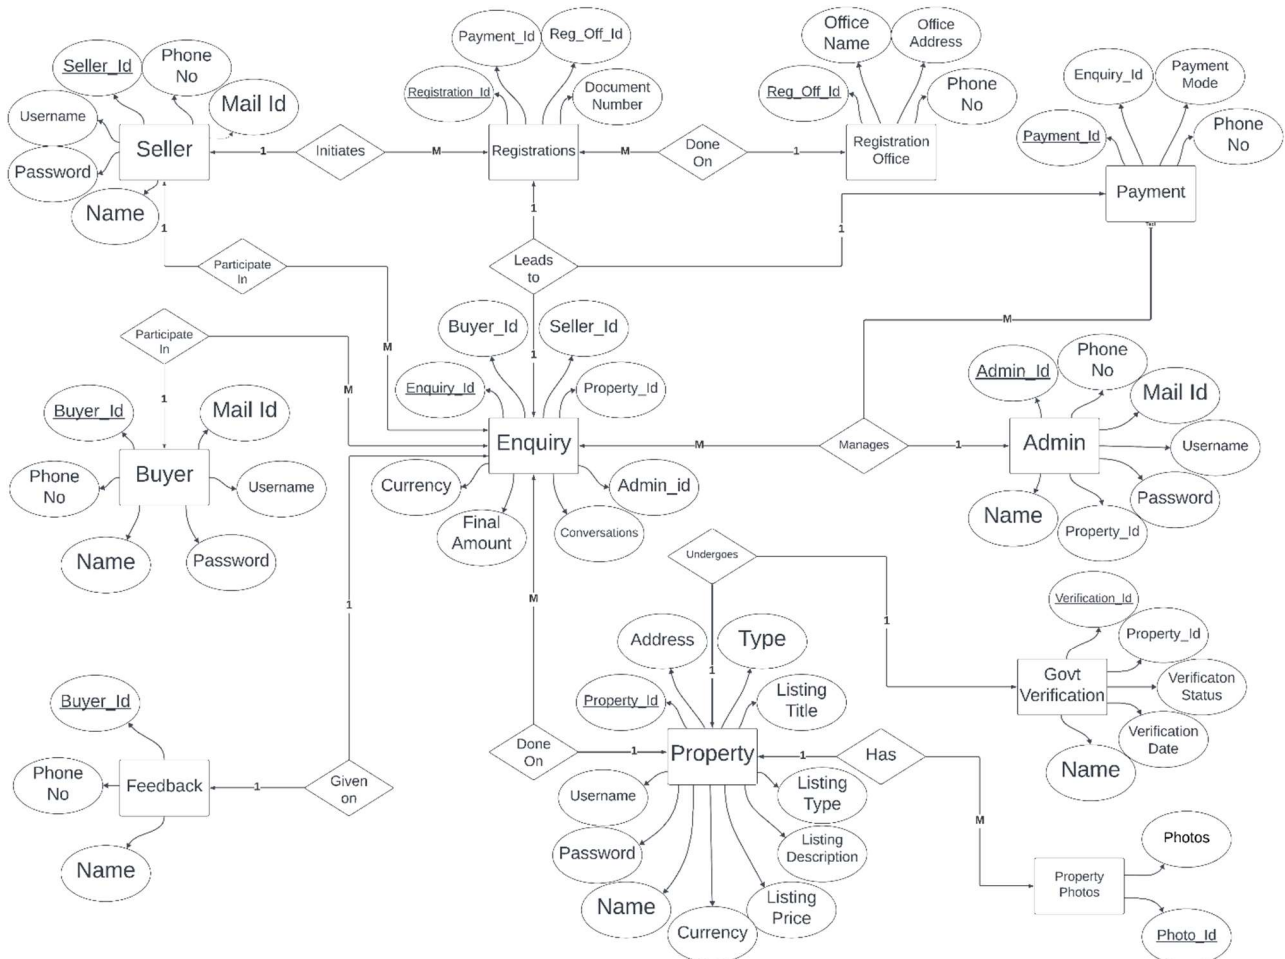 Seller_Id
Phone
No
Mail Id
Username
Password
Name
Seller
1
Initiates
M
Payment_Id
Reg_Off_Id
Registration_Id
Document
Number
Registrations
M
Done
On
1
Office
Name
Office
Address
Reg_Off_Id
Phone
No
Registration
Office
Enquiry_Id
Payment
Mode
Payment_Id
Phone
No
Payment
Text
1
Participate
In
M
1
Leads
to
1
1
M
Participate
In
1
M
Buyer_Id
Mail Id
Phone
No
Username
Name
Password
Buyer
Buyer_Id
Seller_Id
Enquiry_Id
Property_Id
Enquiry
Currency
Final
Amount
Conversations
Admin_id
M
Manages
1
Admin_Id
Phone
No
Mail Id
Username
Password
Property_Id
Name
Admin
Undergoes
1
1
Verification_Id
Property_Id
Verificaton
Status
Verification
Date
Name
Govt
Verification
1
Given
on
1
Buyer_Id
Phone
No
Name
Feedback
M
Done
On
1
Address
Type
Property_Id
Listing
Title
Property
Username
Password
Name
Currency
Listing
Price
Listing
Description
Listing
Type
1
Has
M
Property
Photos
Photos
Photo_Id